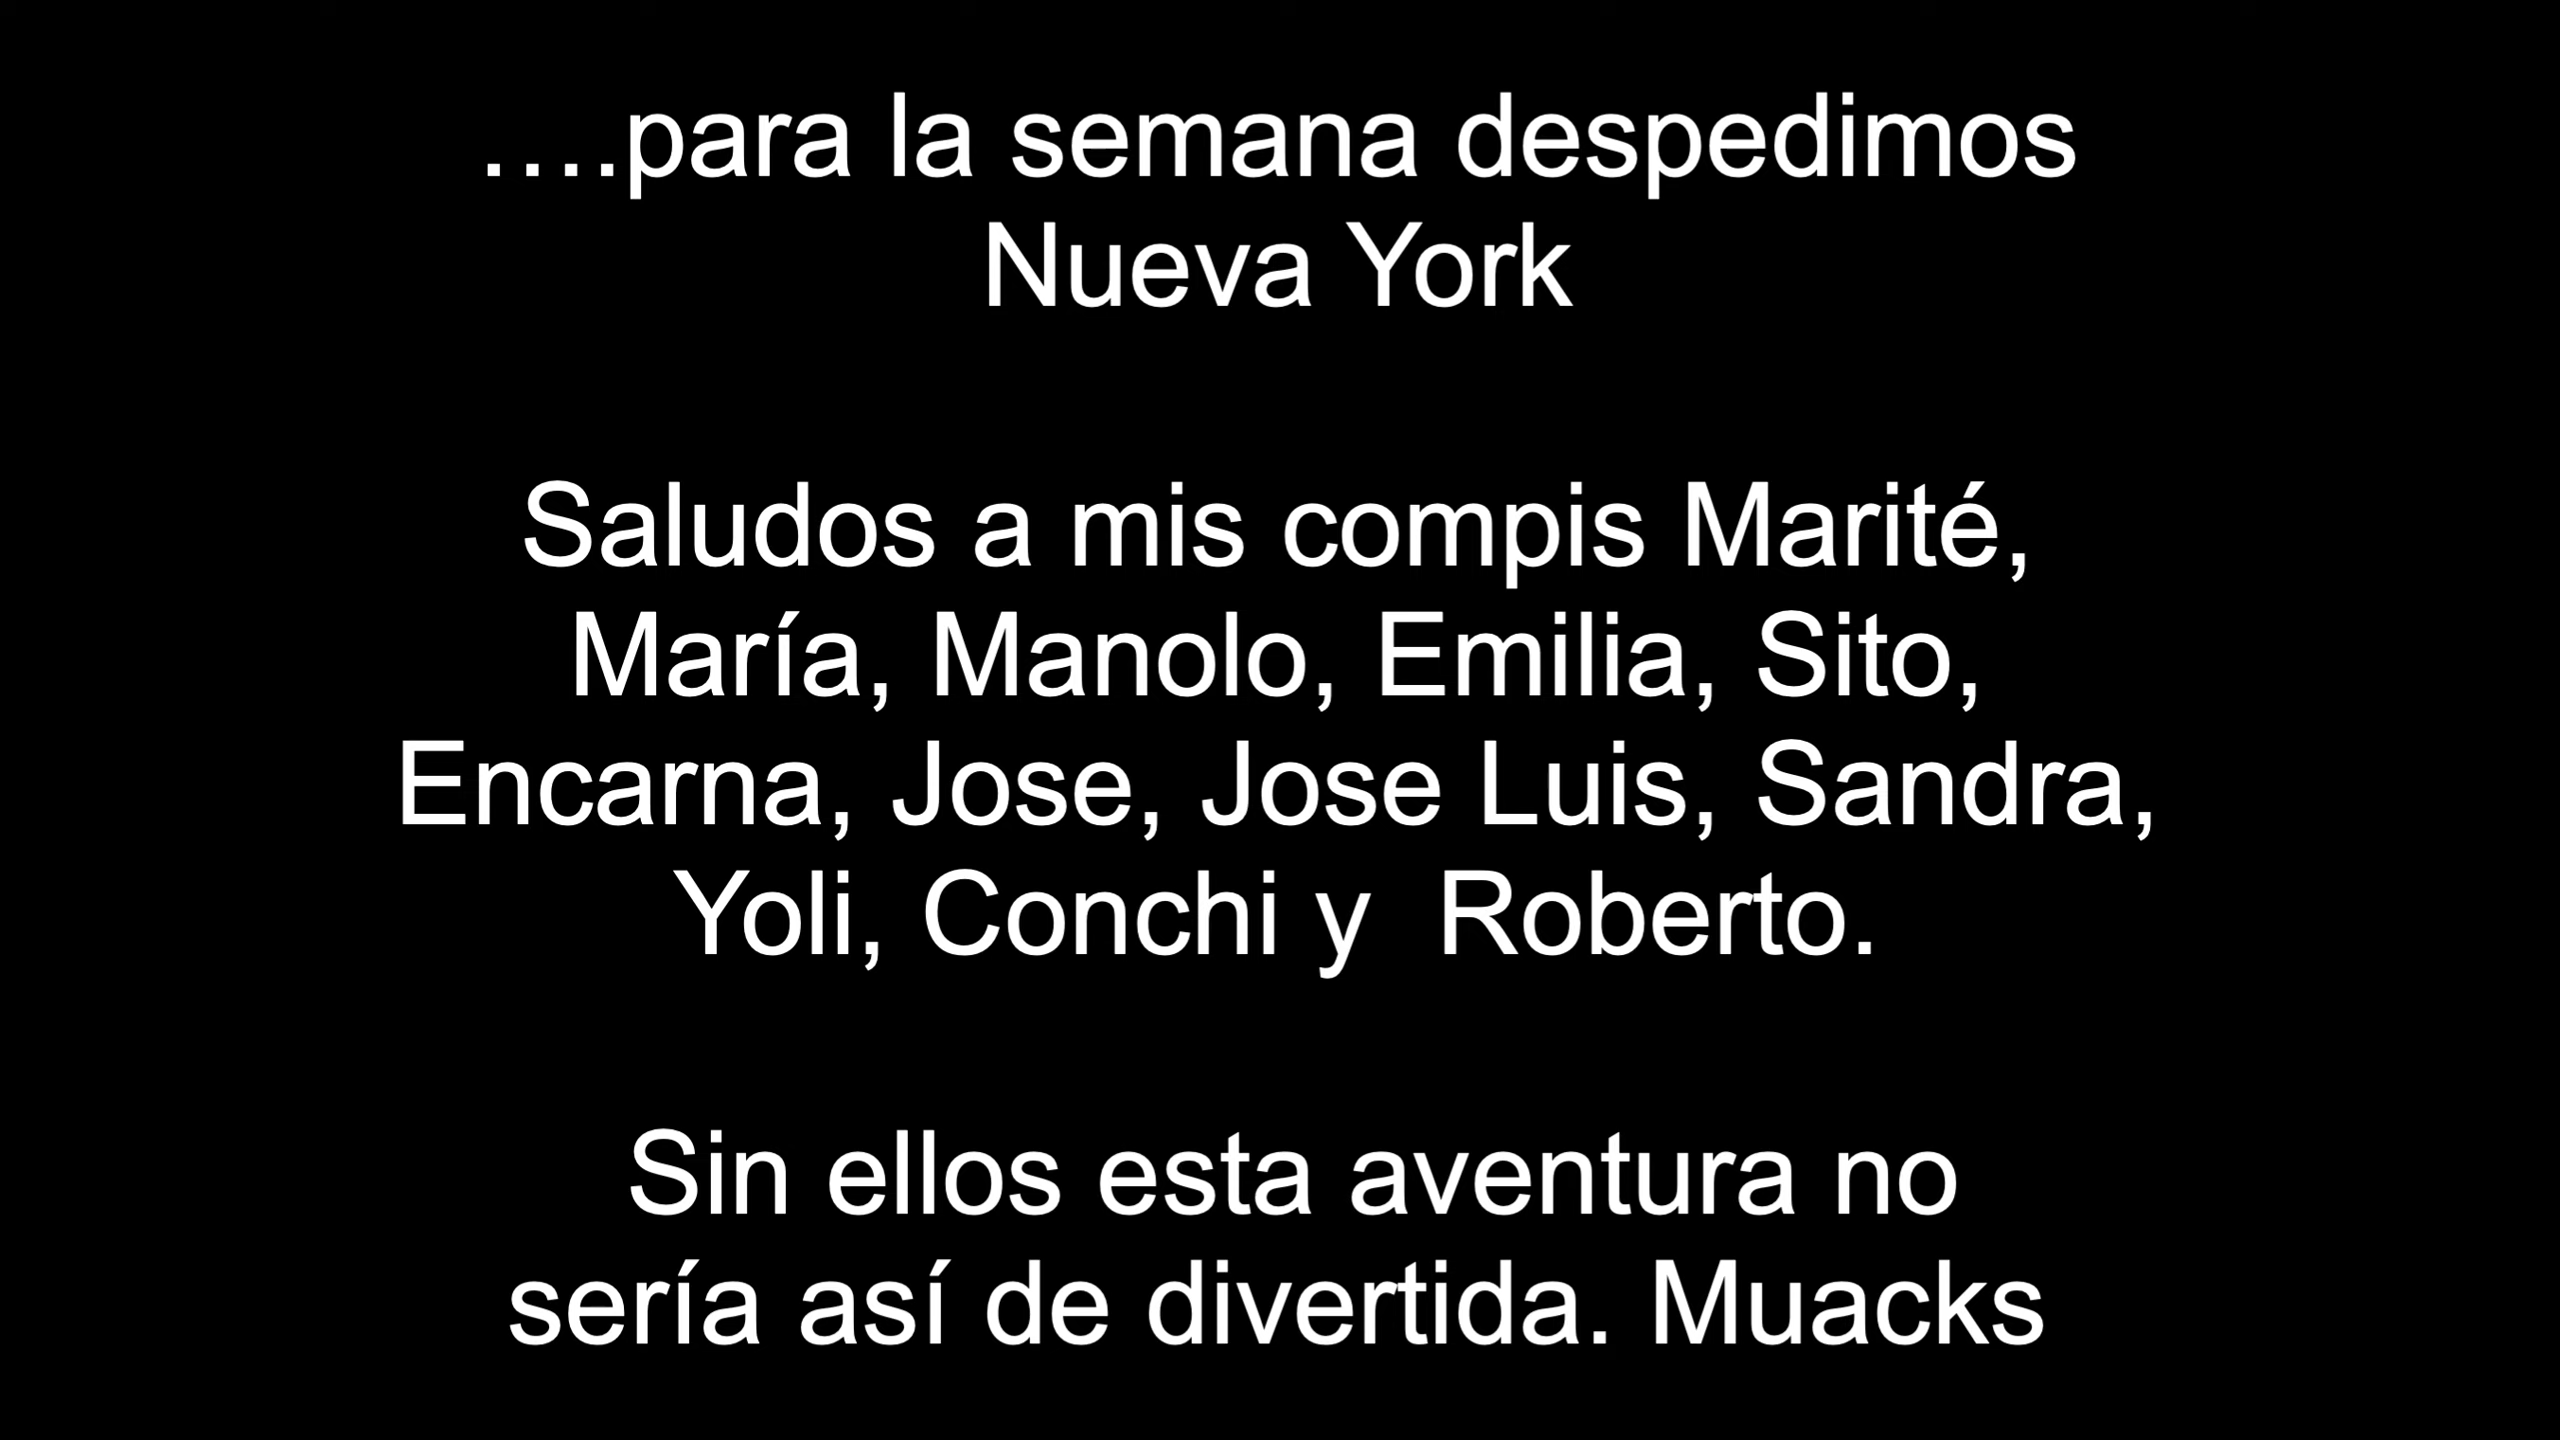 ....para la semana despedimos
Nueva York
Saludos a mis compis Marité,
María, Manolo, Emilia, Sito,
Encarna, Jose, Jose Luis, Sandra,
Yoli, Conchi y  Roberto.
Sin ellos esta aventura no
sería así de divertida. Muacks